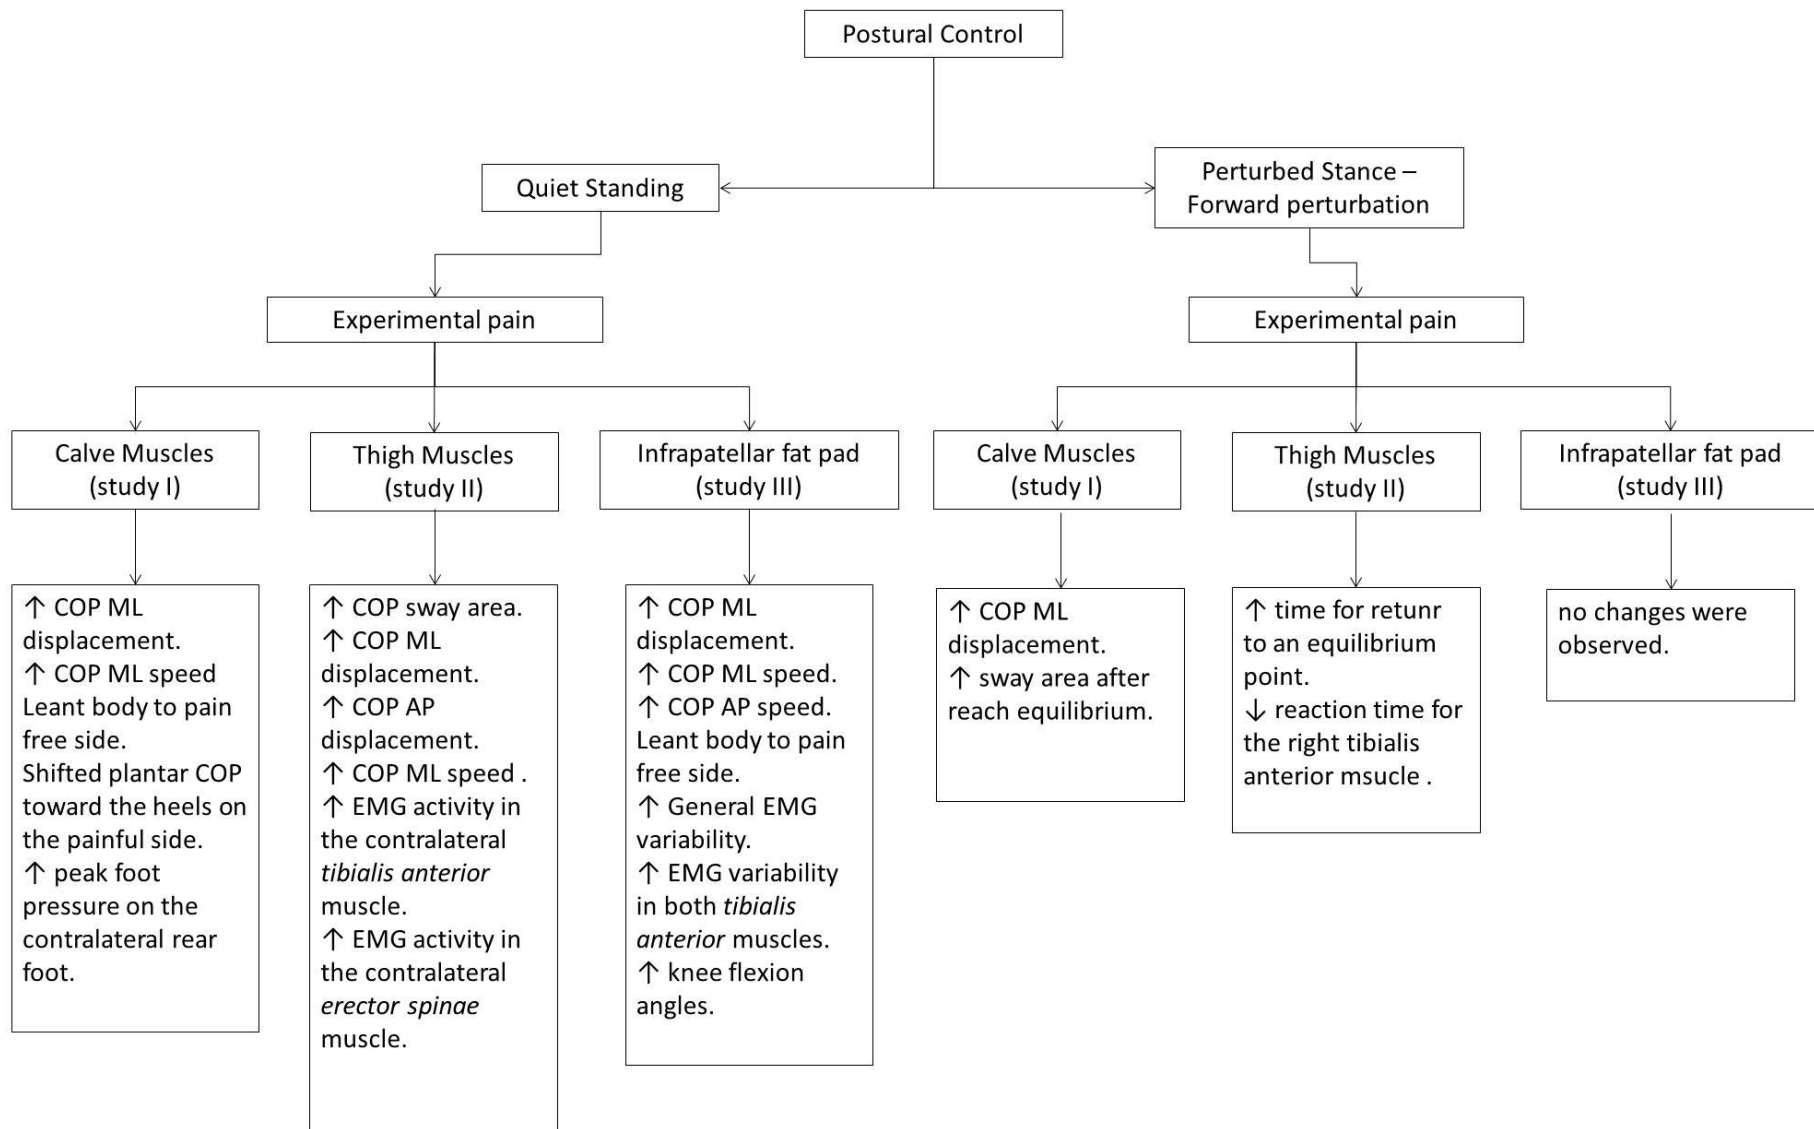 Postural Control
Quiet Standing
Perturbed Stance –
Forward perturbation
Experimental pain
Experimental pain
Calve Muscles
(study I)
Thigh Muscles
(study II)
Infrapatellar fat pad
(study III)
Calve Muscles
(study I)
Thigh Muscles
(study II)
Infrapatellar fat pad
(study III)
↑ COP ML
displacement.
↑ COP ML speed
Leant body to pain
free side.
Shifted plantar COP
toward the heels on
the painful side.
↑ peak foot
pressure on the
contralateral rear
foot.
↑ COP sway area.
↑ COP ML
displacement.
↑ COP AP
displacement.
↑ COP ML speed .
↑ EMG activity in
the contralateral
tibialis anterior
muscle.
↑ EMG activity in
the contralateral
erector spinae
muscle.
↑ COP ML
displacement.
↑ COP ML speed.
↑ COP AP speed.
Leant body to pain
free side.
↑ General EMG
variability.
↑ EMG variability
in both tibialis
anterior muscles.
↑ knee flexion
angles.
↑ COP ML
displacement.
↑ sway area after
reach equilibrium.
↑ time for retunr
to an equilibrium
point.
↓ reaction time for
the right tibialis
anterior msucle .
no changes were
observed.